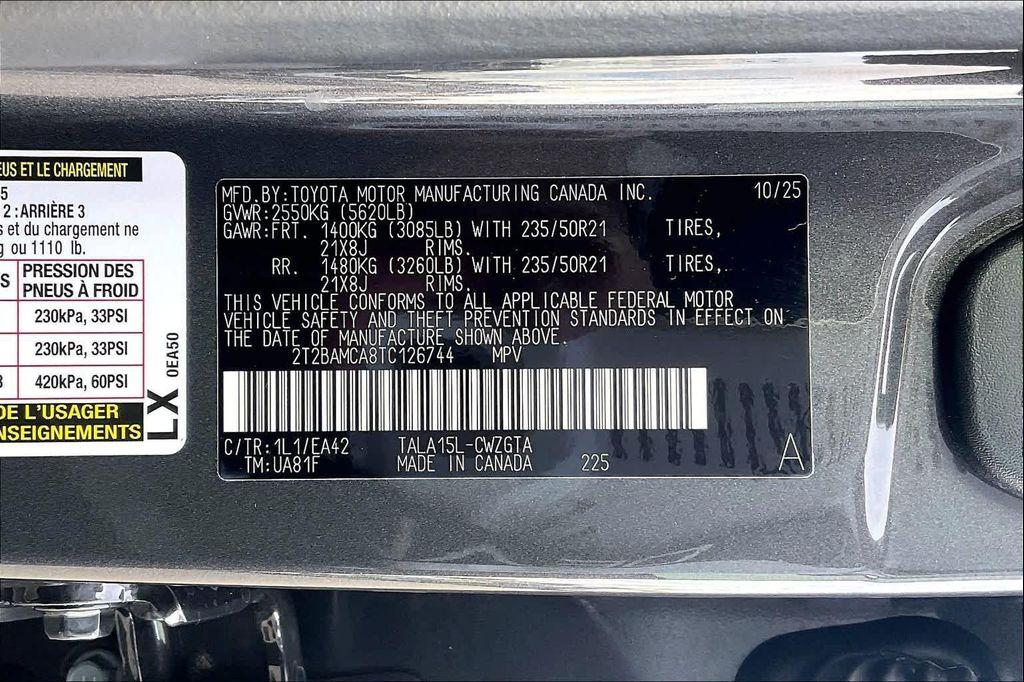 EUS ET LE CHARGEMENT
5
2 : ARRIÈRE 3
s et du chargement ne
g ou 1110 lb.
S PRESSION DES
PNEUS À FROID
230kPa, 33PSI
230kPa, 33PSI
3 420kPa, 60PSI
DE L'USAGER
NSEIGNEMENTS
LX 0EA50
MFD.BY:TOYOTA MOTOR MANUFACTURING CANADA INC. 10/25
GVWR:2550KG (5620LB)
GAWR:FRT. 1400KG (3085LB) WITH 235/50R21 TIRES,
21X8J RIMS.
RR. 1480KG (3260LB) WITH 235/50R21 TIRES,
21X8J RIMS.
THIS VEHICLE CONFORMS TO ALL APPLICABLE FEDERAL MOTOR
VEHICLE SAFETY AND THEFT PREVENTION STANDARDS IN EFFECT ON
THE DATE OF MANUFACTURE SHOWN ABOVE.
2T2BAMCA8TC126744 MPV
C/TR:1L1/EA42 TALA15L-CWZGTA
TM:UA81F MADE IN CANADA 225 A